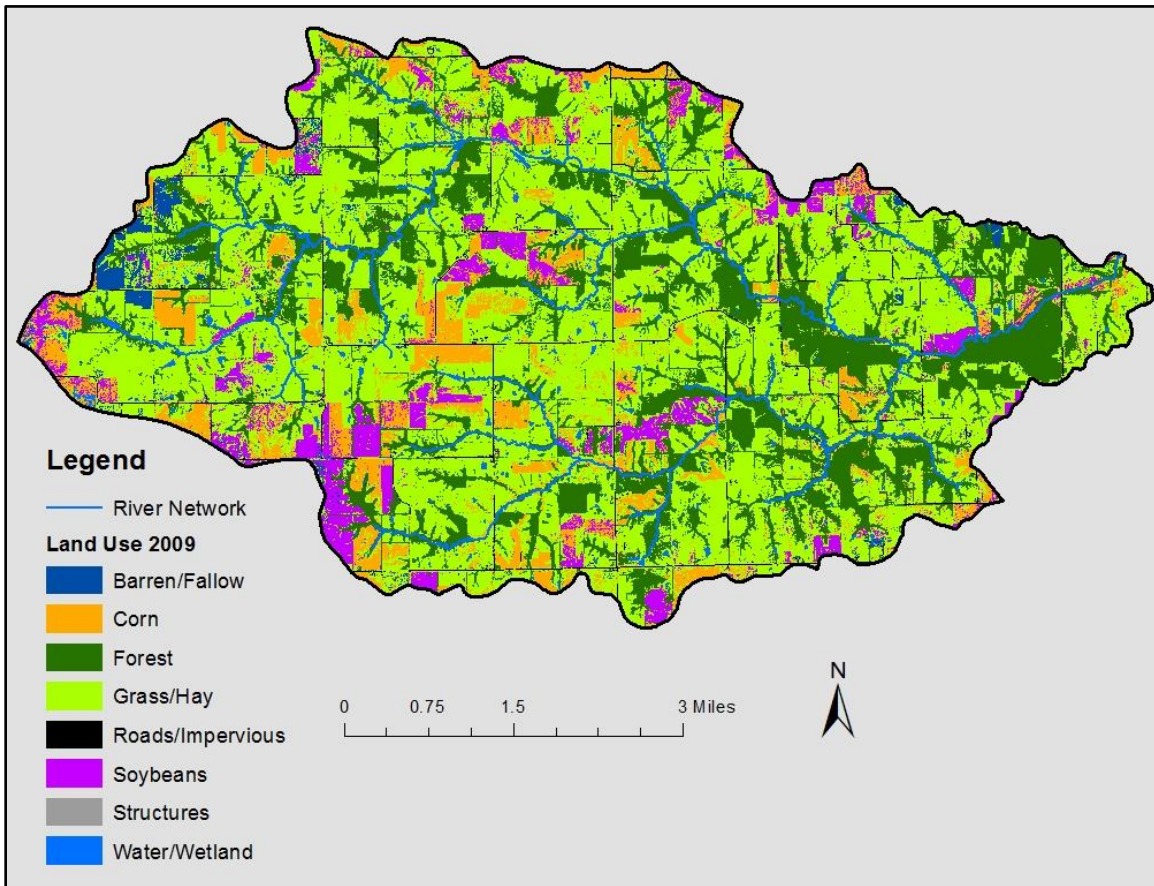 Legend
River Network
Land Use 2009
Barren/Fallow
Corn
Forest
Grass/Hay
Roads/Impervious
Soybeans
Structures
Water/Wetland
0 0.75 1.5 3 Miles
N